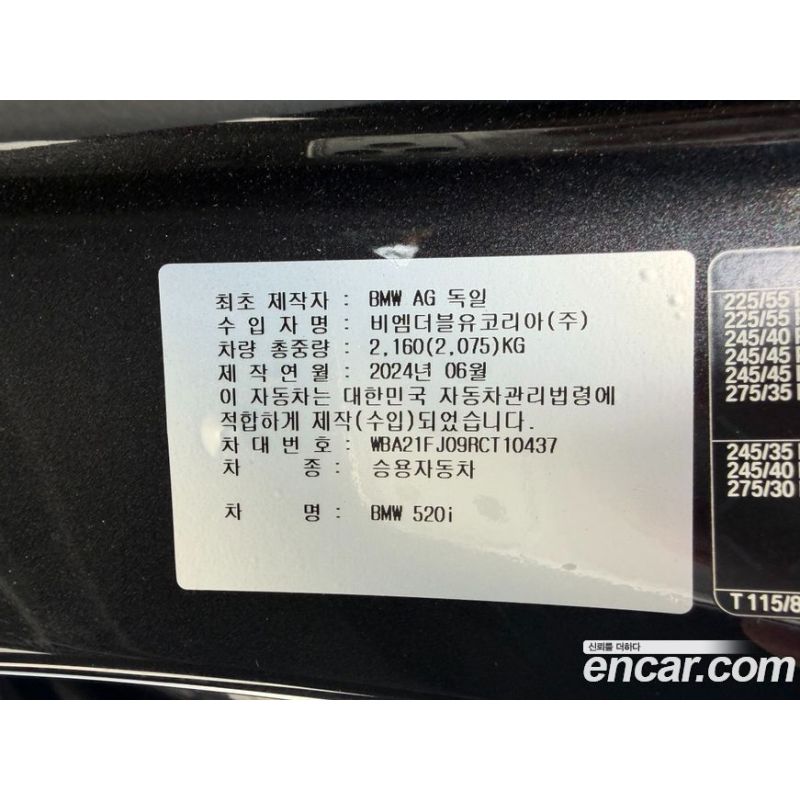 최초 제작자 : BMW AG 독일
수 입 자 명 : 비엠더블유코리아(주)
차량 총중량 : 2,160(2,075)KG
제 작 연 월 : 2024년 06월
이 자동차는 대한민국 자동차관리법령에
적합하게 제작(수입)되었습니다.
차 대 번 호 : WBA21FJ09RCT10437
차 종 : 승용자동차
차 명 : BMW 520i
225/55
225/55
245/40
245/45
245/45
275/35
245/35
245/40
275/30
T115/8
신뢰를 더하다
encar.com